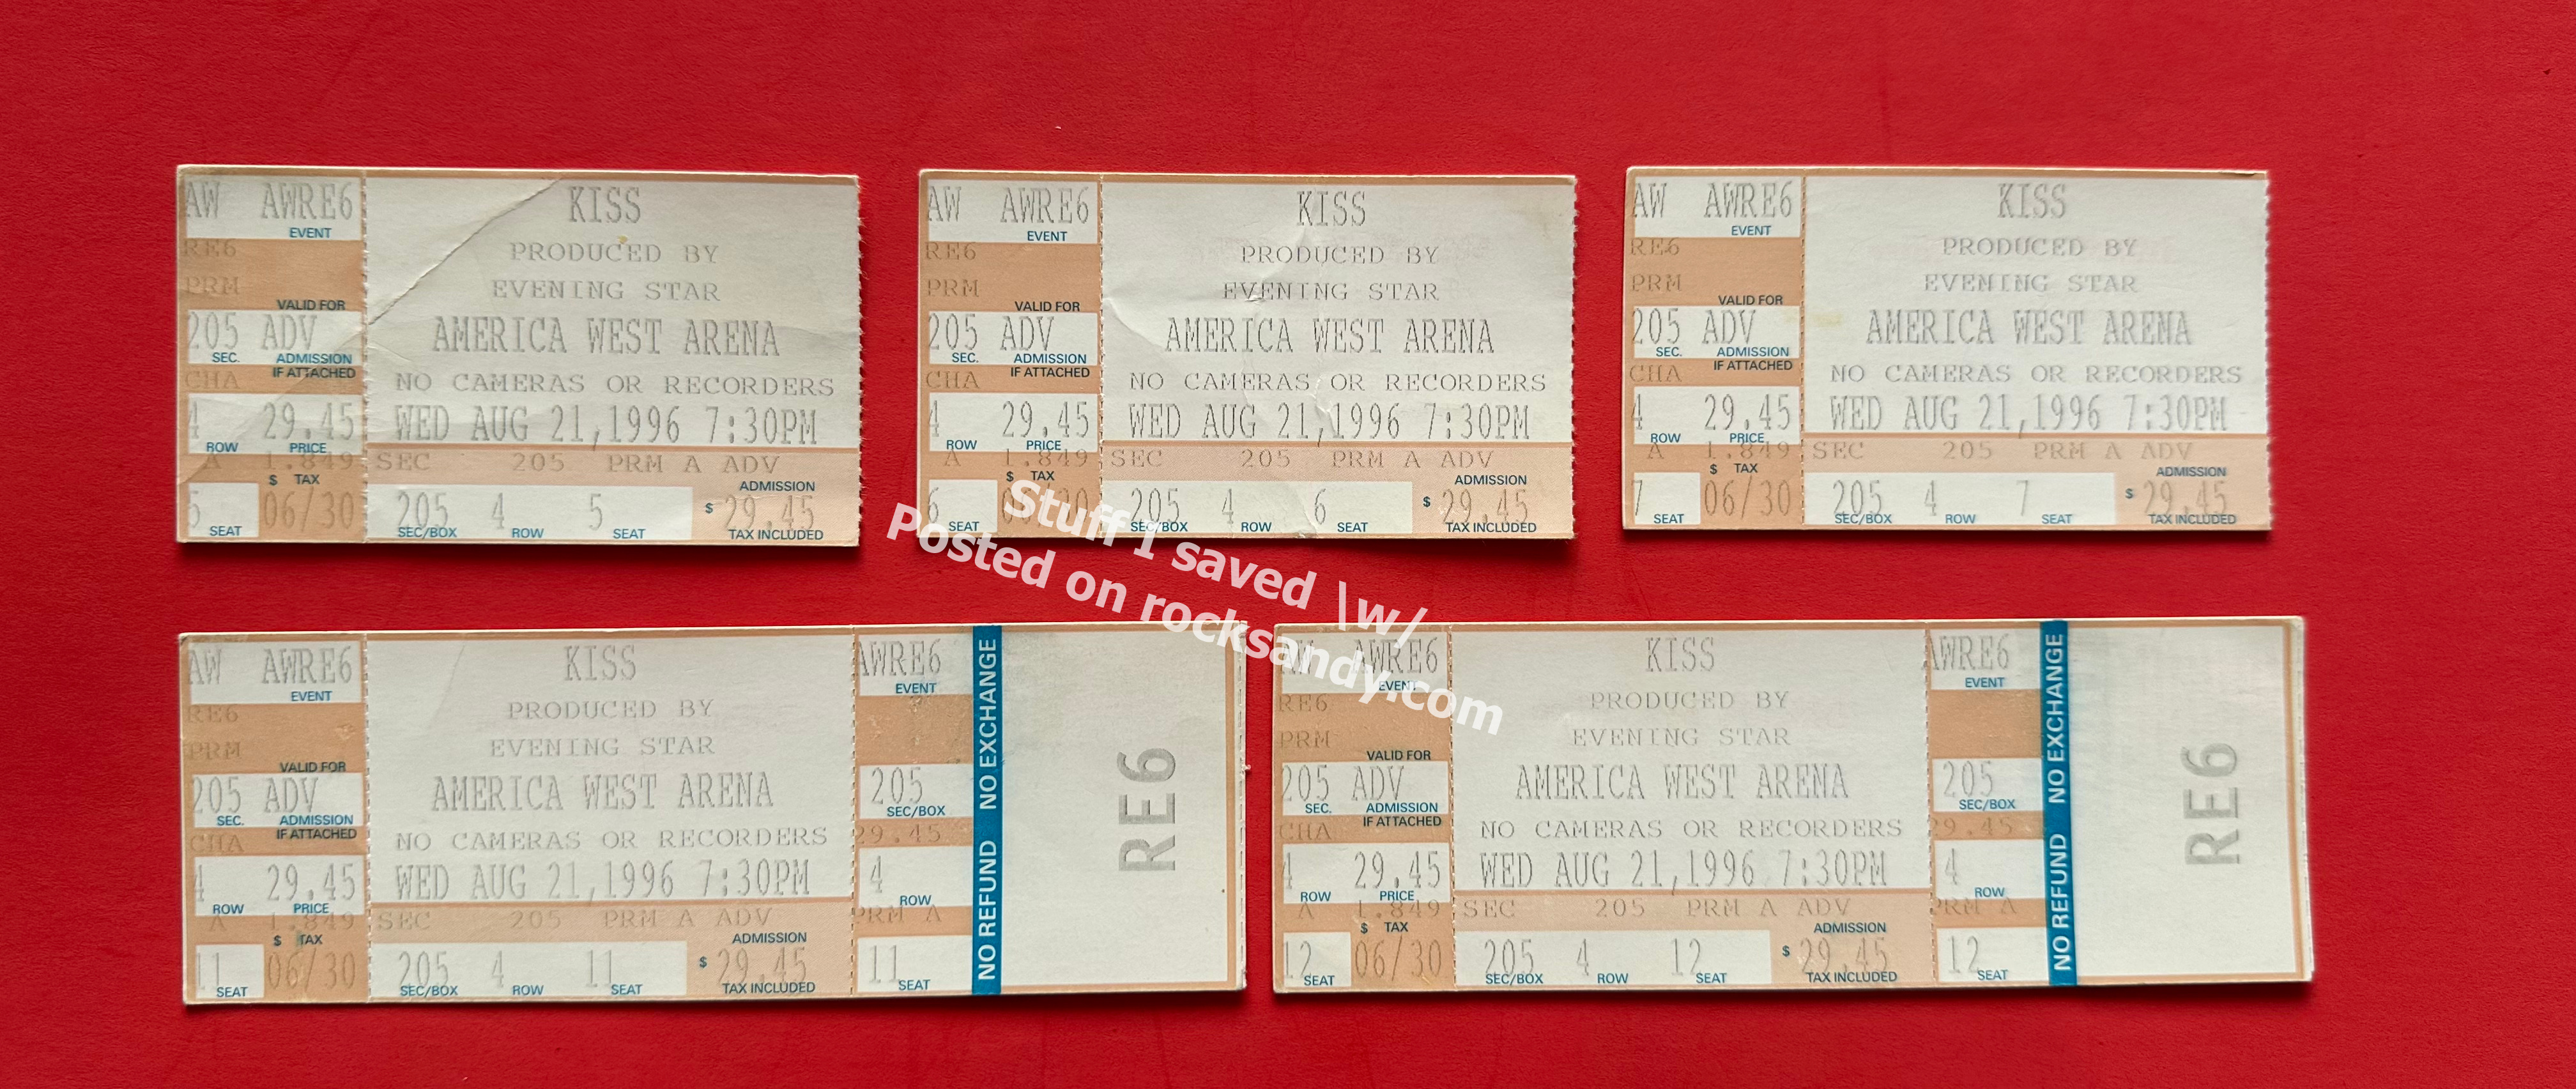 AW AWRE6
EVENT
RE6
PRM
VALID FOR
205 ADV
SEC. ADMISSION
IF ATTACHED
CHA
4 29.45
ROW PRICE
A 1.849
$ TAX
5 06/30
SEAT
KISS
PRODUCED BY
EVENING STAR
AMERICA WEST ARENA
NO CAMERAS OR RECORDERS
WED AUG 21,1996 7:30PM
SEC 205 PRM A ADV
ADMISSION
205 4 5 $ 29.45
SEC/BOX ROW SEAT TAX INCLUDED
AW AWRE6
EVENT
RE6
PRM
VALID FOR
205 ADV
SEC. ADMISSION
IF ATTACHED
CHA
4 29.45
ROW PRICE
A 1.849
$ TAX
6 06/30
SEAT
KISS
PRODUCED BY
EVENING STAR
AMERICA WEST ARENA
NO CAMERAS OR RECORDERS
WED AUG 21,1996 7:30PM
SEC 205 PRM A ADV
ADMISSION
205 4 6 $ 29.45
SEC/BOX ROW SEAT TAX INCLUDED
AW AWRE6
EVENT
RE6
PRM
VALID FOR
205 ADV
SEC. ADMISSION
IF ATTACHED
CHA
4 29.45
ROW PRICE
A 1.849
$ TAX
7 06/30
SEAT
KISS
PRODUCED BY
EVENING STAR
AMERICA WEST ARENA
NO CAMERAS OR RECORDERS
WED AUG 21,1996 7:30PM
SEC 205 PRM A ADV
ADMISSION
205 4 7 $ 29.45
SEC/BOX ROW SEAT TAX INCLUDED
Stuff I saved \w/
Posted on rocksandy.com
AW AWRE6
EVENT
RE6
PRM
VALID FOR
205 ADV
SEC. ADMISSION
IF ATTACHED
CHA
4 29.45
ROW PRICE
A 1.849
$ TAX
11 06/30
SEAT
KISS
PRODUCED BY
EVENING STAR
AMERICA WEST ARENA
NO CAMERAS OR RECORDERS
WED AUG 21,1996 7:30PM
SEC 205 PRM A ADV
ADMISSION
205 4 11 $ 29.45
SEC/BOX ROW SEAT TAX INCLUDED
AWRE6
EVENT
205
SEC/BOX
29.45
4
ROW
PRM A
11
SEAT
NO REFUND NO EXCHANGE
RE6
AW AWRE6
EVENT
RE6
PRM
VALID FOR
205 ADV
SEC. ADMISSION
IF ATTACHED
CHA
4 29.45
ROW PRICE
A 1.849
$ TAX
12 06/30
SEAT
KISS
PRODUCED BY
EVENING STAR
AMERICA WEST ARENA
NO CAMERAS OR RECORDERS
WED AUG 21,1996 7:30PM
SEC 205 PRM A ADV
ADMISSION
205 4 12 $ 29.45
SEC/BOX ROW SEAT TAX INCLUDED
AWRE6
EVENT
205
SEC/BOX
29.45
4
ROW
PRM A
12
SEAT
NO REFUND NO EXCHANGE
RE6